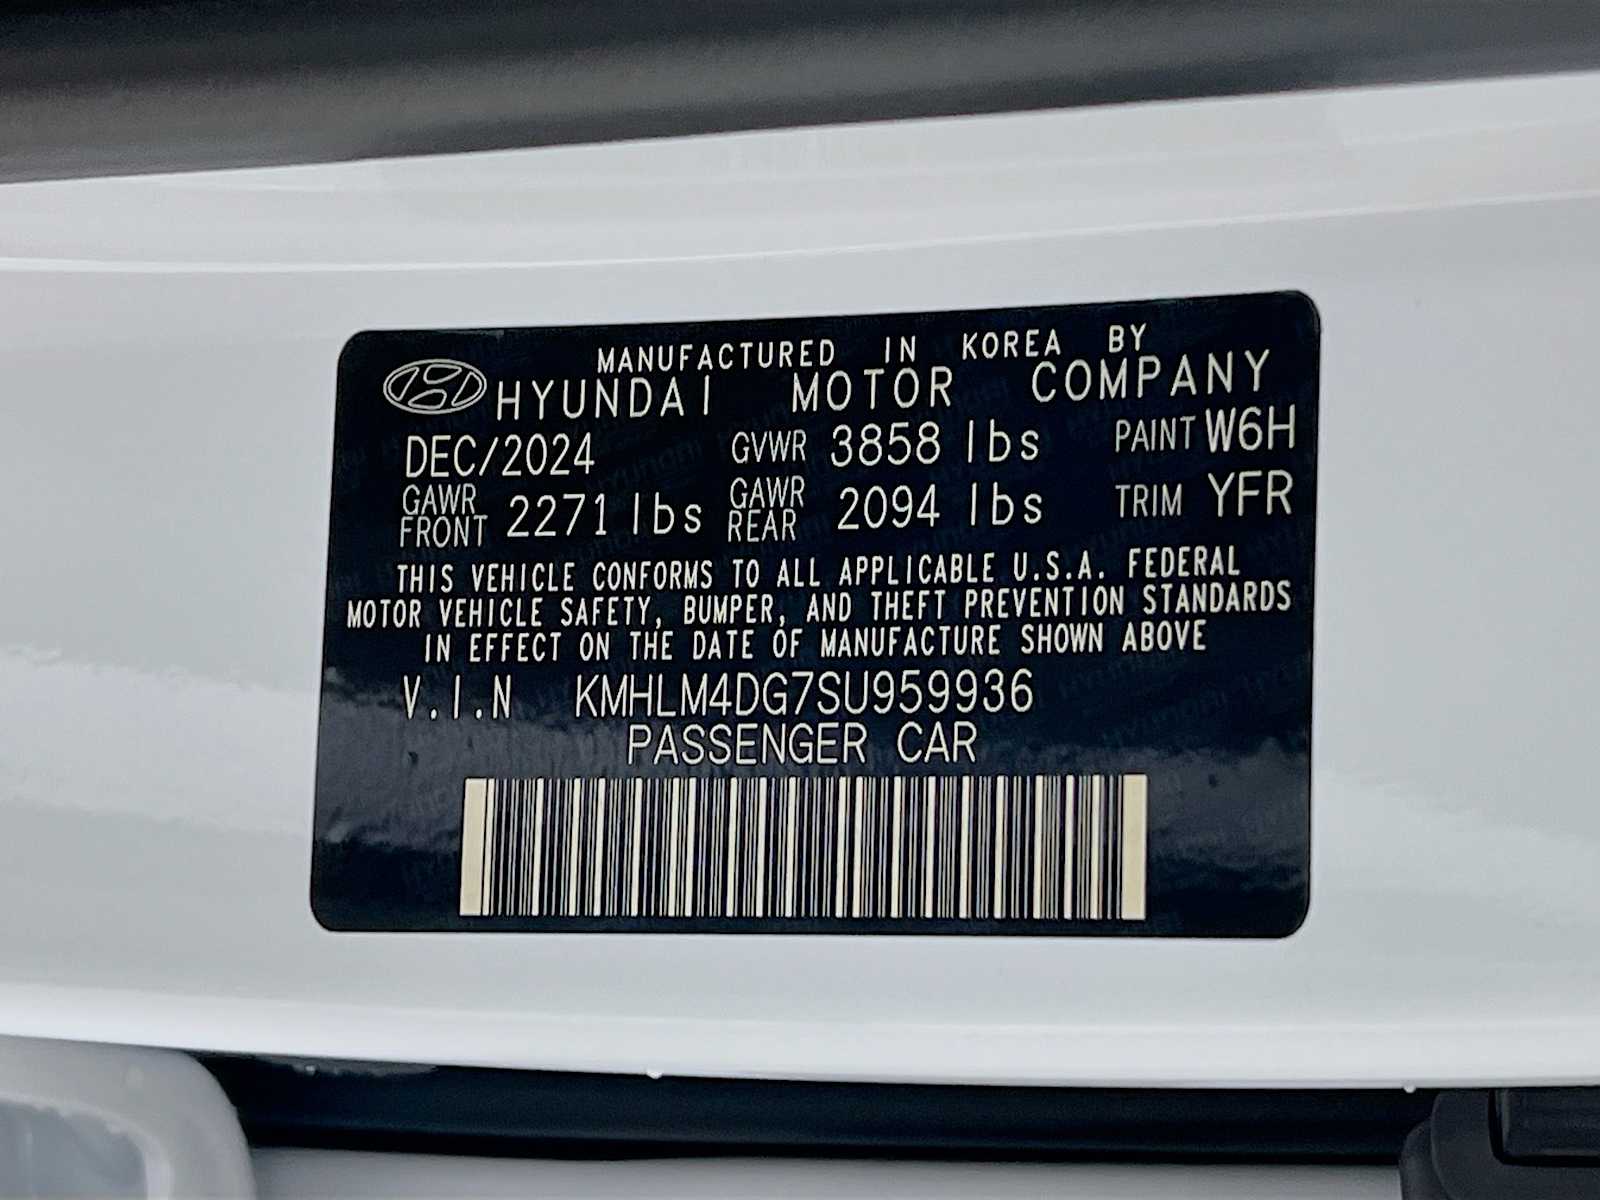 MANUFACTURED IN KOREA BY
HYUNDAI MOTOR COMPANY
DEC/2024 GVWR 3858 lbs PAINT W6H
GAWR FRONT 2271 lbs GAWR REAR 2094 lbs TRIM YFR
THIS VEHICLE CONFORMS TO ALL APPLICABLE U.S.A. FEDERAL
MOTOR VEHICLE SAFETY, BUMPER, AND THEFT PREVENTION STANDARDS
IN EFFECT ON THE DATE OF MANUFACTURE SHOWN ABOVE
V.I.N KMHLM4DG7SU959936
PASSENGER CAR